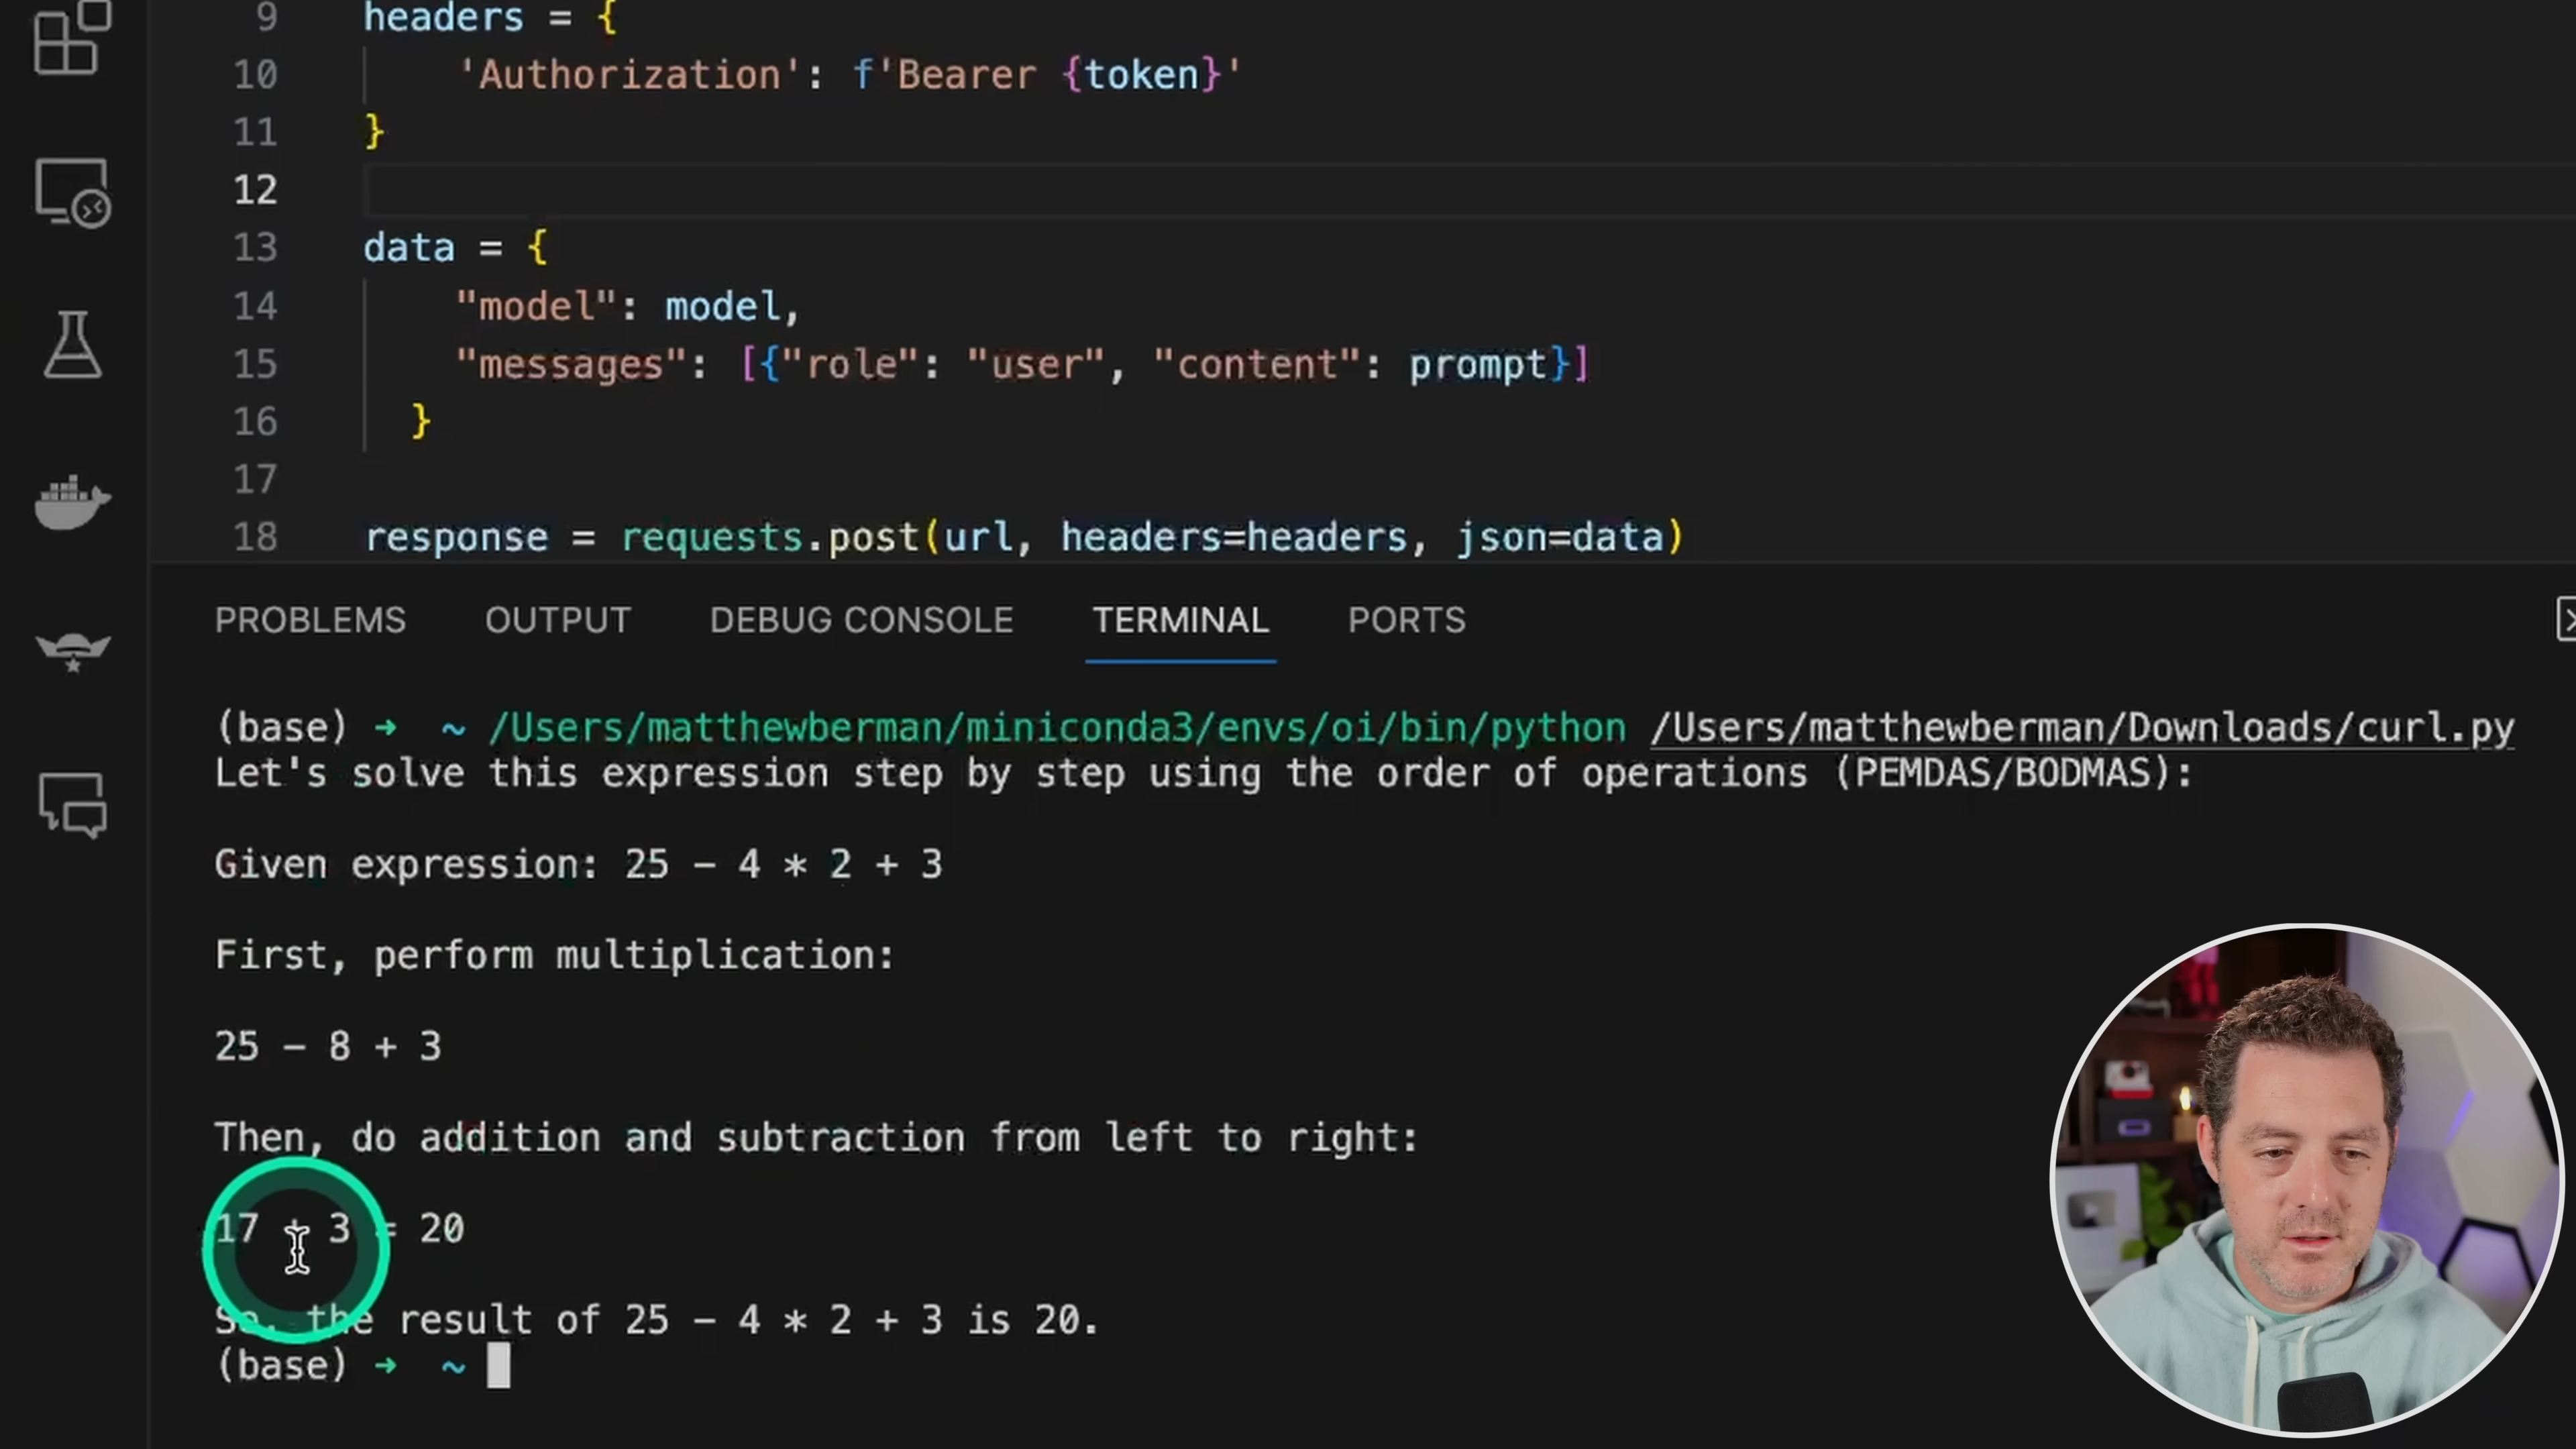 9 headers = {
10 'Authorization': f'Bearer {token}'
11 }
12
13 data = {
14 "model": model,
15 "messages": [{"role": "user", "content": prompt}]
16 }
17
18 response = requests.post(url, headers=headers, json=data)
PROBLEMS OUTPUT DEBUG CONSOLE TERMINAL PORTS
(base) ➜ ~ /Users/matthewberman/miniconda3/envs/oi/bin/python /Users/matthewberman/Downloads/curl.py
Let's solve this expression step by step using the order of operations (PEMDAS/BODMAS):
Given expression: 25 − 4 * 2 + 3
First, perform multiplication:
25 − 8 + 3
Then, do addition and subtraction from left to right:
17 + 3 = 20
So, the result of 25 − 4 * 2 + 3 is 20.
(base) ➜ ~